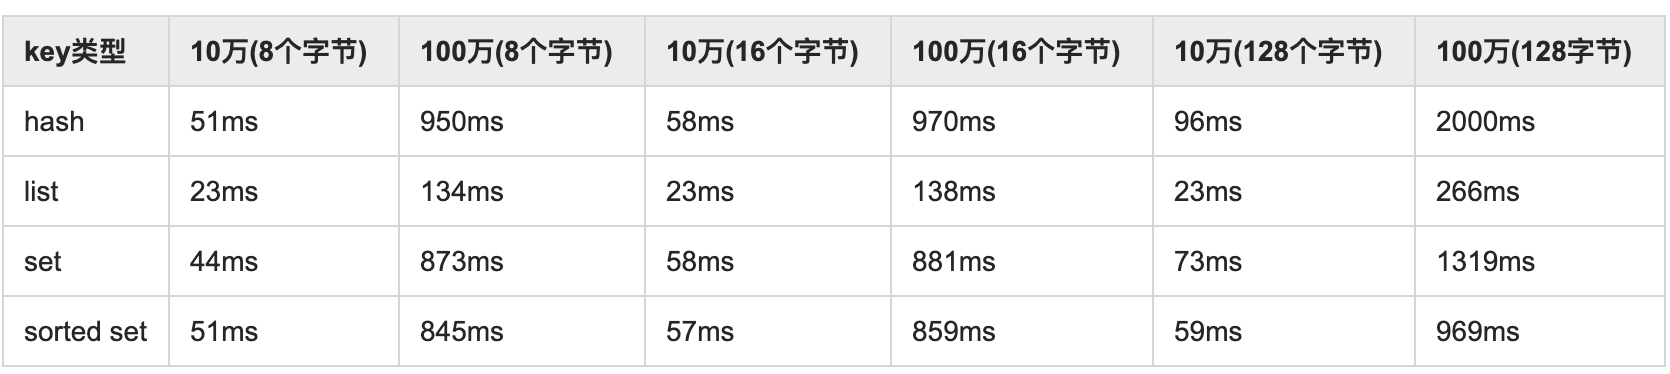 key类型 10万(8个字节) 100万(8个字节) 10万(16个字节) 100万(16个字节) 10万(128个字节) 100万(128字节)
hash 51ms 950ms 58ms 970ms 96ms 2000ms
list 23ms 134ms 23ms 138ms 23ms 266ms
set 44ms 873ms 58ms 881ms 73ms 1319ms
sorted set 51ms 845ms 57ms 859ms 59ms 969ms